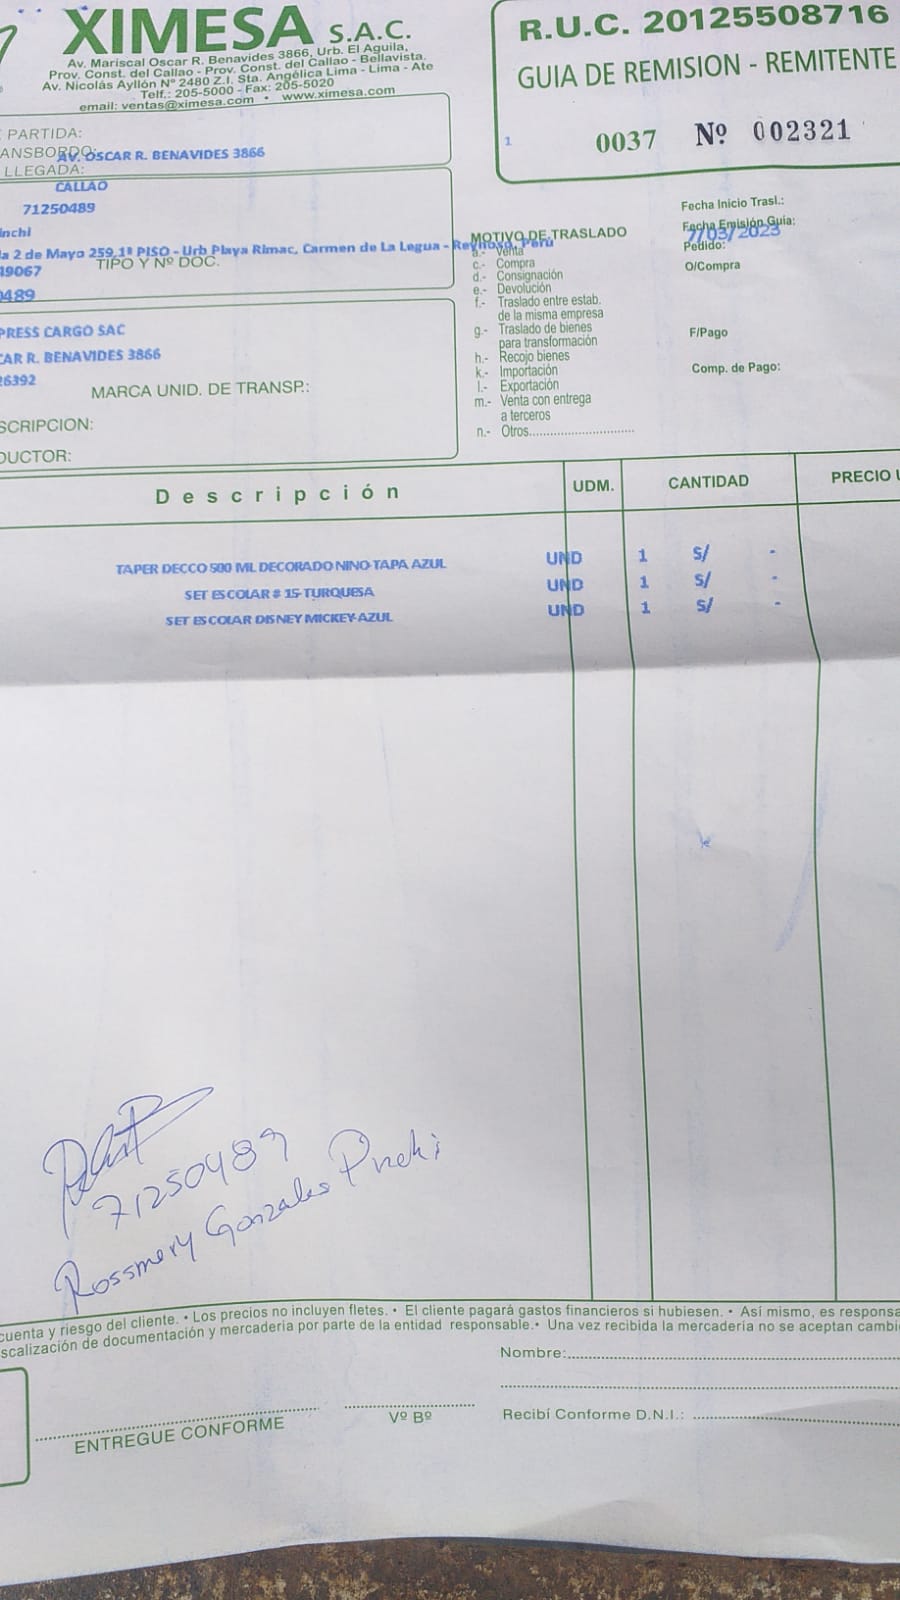 XIMESA S.A.C.
Av. Mariscal Oscar R. Benavides 3866, Urb. El Aguila,
Prov. Const. del Callao - Prov. Const. del Callao - Bellavista.
Av. Nicolás Ayllón Nº 2480 Z.I. Sta. Angélica Lima - Lima - Ate
Telf.: 205-5000 - Fax: 205-5020
email: ventas@ximesa.com • www.ximesa.com
R.U.C. 20125508716
GUIA DE REMISION - REMITENTE
1 0037 Nº 002321
PARTIDA:
ANSBORDO:
AV. OSCAR R. BENAVIDES 3866
LLEGADA:
CALLAO
71250489
inchi
a 2 de Mayo 259,1ª PISO - Urb Playa Rimac, Carmen de La Legua - Reynoso, Perú
49067
TIPO Y Nº DOC.
0489
PRESS CARGO SAC
CAR R. BENAVIDES 3866
26392
MARCA UNID. DE TRANSP.:
SCRIPCION:
DUCTOR:
MOTIVO DE TRASLADO
a.- Venta
c.- Compra
d.- Consignación
e.- Devolución
f.- Traslado entre estab.
de la misma empresa
g.- Traslado de bienes
para transformación
h.- Recojo bienes
k.- Importación
l.- Exportación
m.- Venta con entrega
a terceros
n.- Otros..............................
Fecha Inicio Trasl.:
Fecha Emisión Guía:
7/03/2023
Pedido:
O/Compra
F/Pago
Comp. de Pago:
Descripción UDM. CANTIDAD PRECIO U
TAPER DECCO 500 ML DECORADO NINO-TAPA AZUL UND 1 S/ -
SET ESCOLAR # 15-TURQUESA UND 1 S/ -
SET ESCOLAR DISNEY MICKEY-AZUL UND 1 S/ -
71250489
Rossmery Gonzales Pinchi
cuenta y riesgo del cliente. • Los precios no incluyen fletes. • El cliente pagará gastos financieros si hubiesen. • Así mismo, es responsa
scalización de documentación y mercaderia por parte de la entidad responsable. • Una vez recibida la mercadería no se aceptan cambi
Nombre:
ENTREGUE CONFORME
Vº Bº
Recibí Conforme D.N.I.: